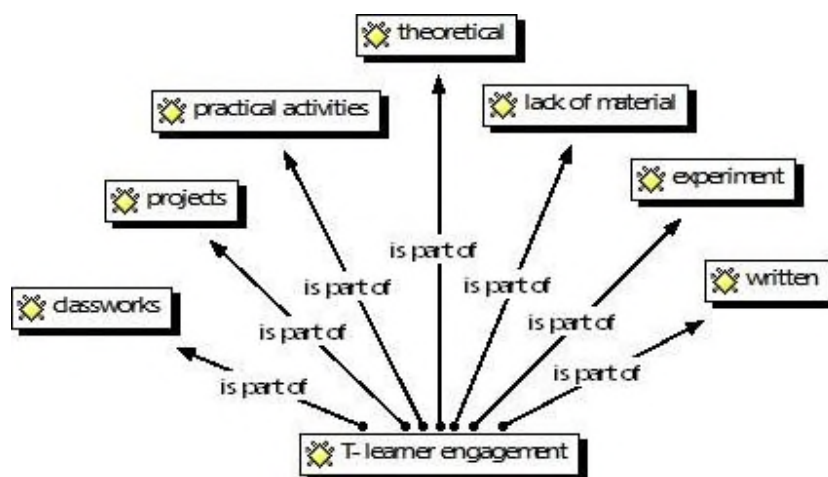 theoretical
practical activities
lack of material
projects
experiment
is part of
written
classworks
is part of
is part of
is part of
is part of
is part of
is part of
T- learner engagement